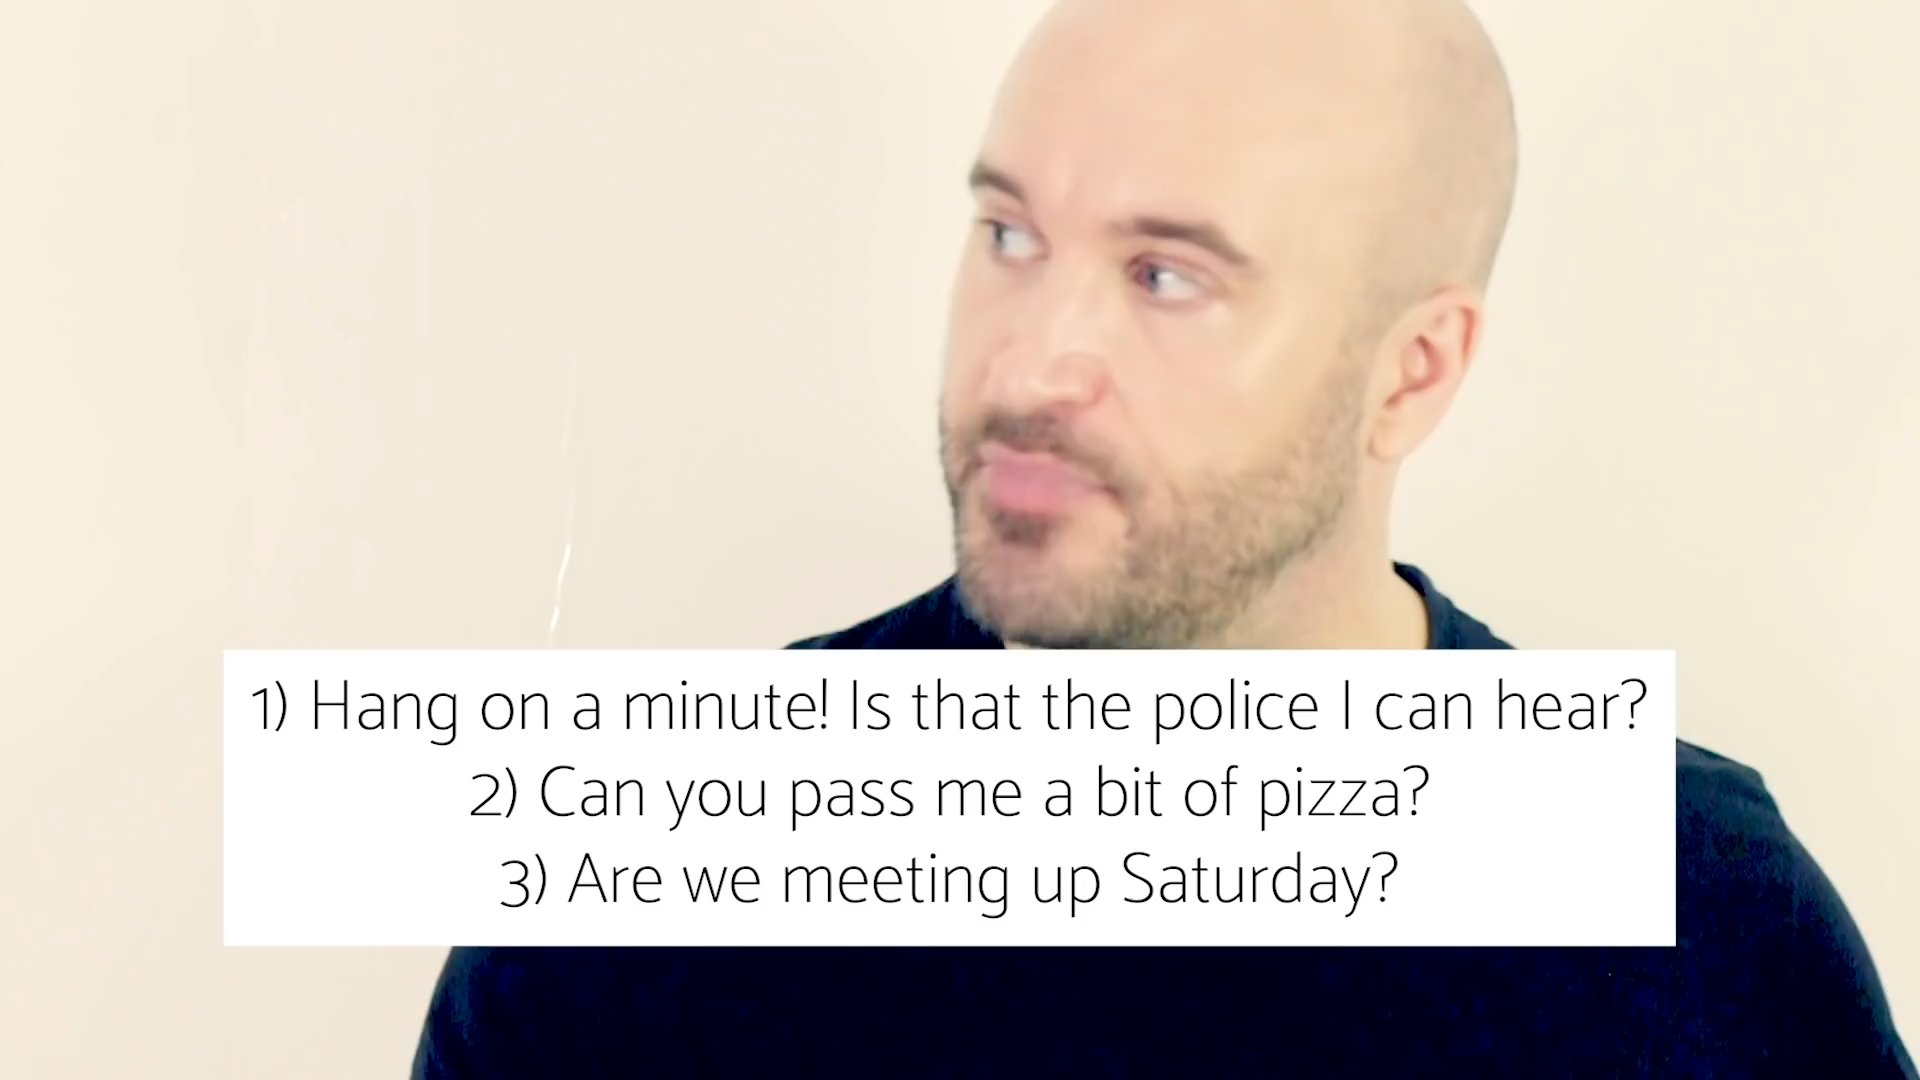 1) Hang on a minute! Is that the police I can hear?
2) Can you pass me a bit of pizza?
3) Are we meeting up Saturday?